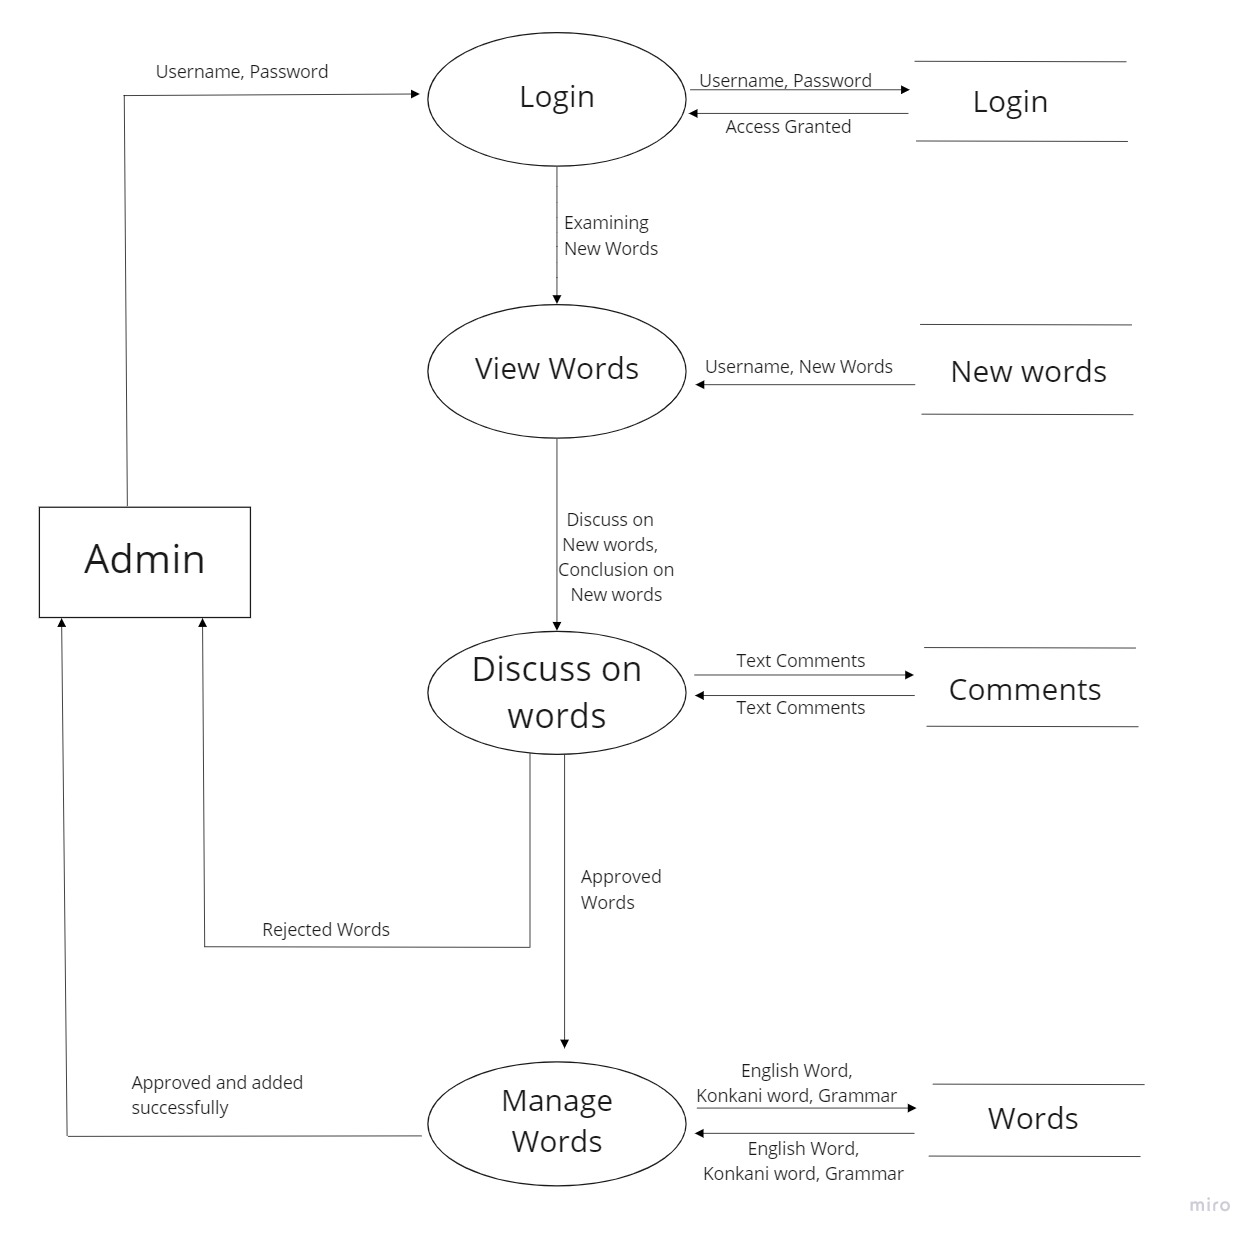 Username, Password
Login
Username, Password
Access Granted
Login
Examining
New Words
View Words
Username, New Words
New words
Discuss on
New words,
Conclusion on
New words
Admin
Discuss on
words
Text Comments
Text Comments
Comments
Approved
Words
Rejected Words
Approved and added
successfully
Manage
Words
English Word,
Konkani word, Grammar
English Word,
Konkani word, Grammar
Words
miro